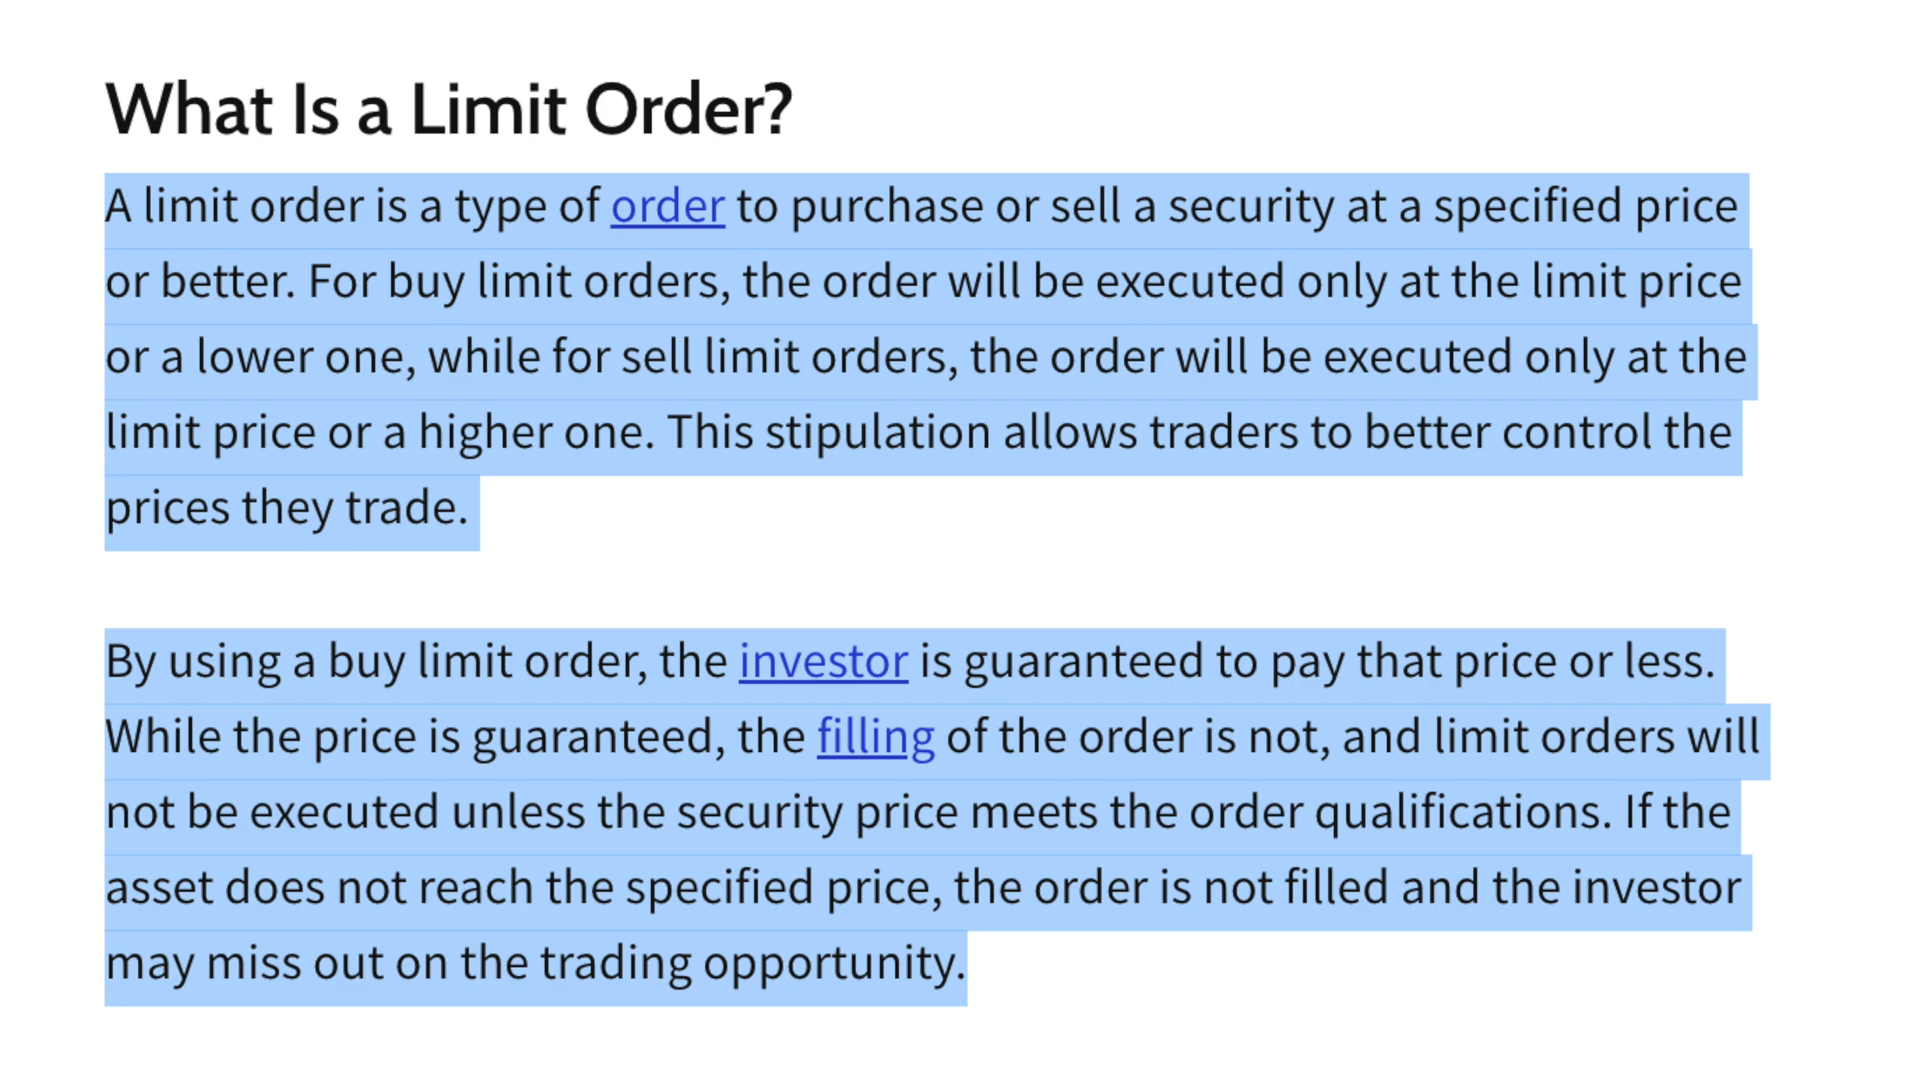 What Is a Limit Order?
A limit order is a type of order to purchase or sell a security at a specified price
or better. For buy limit orders, the order will be executed only at the limit price
or a lower one, while for sell limit orders, the order will be executed only at the
limit price or a higher one. This stipulation allows traders to better control the
prices they trade.
By using a buy limit order, the investor is guaranteed to pay that price or less.
While the price is guaranteed, the filling of the order is not, and limit orders will
not be executed unless the security price meets the order qualifications. If the
asset does not reach the specified price, the order is not filled and the investor
may miss out on the trading opportunity.